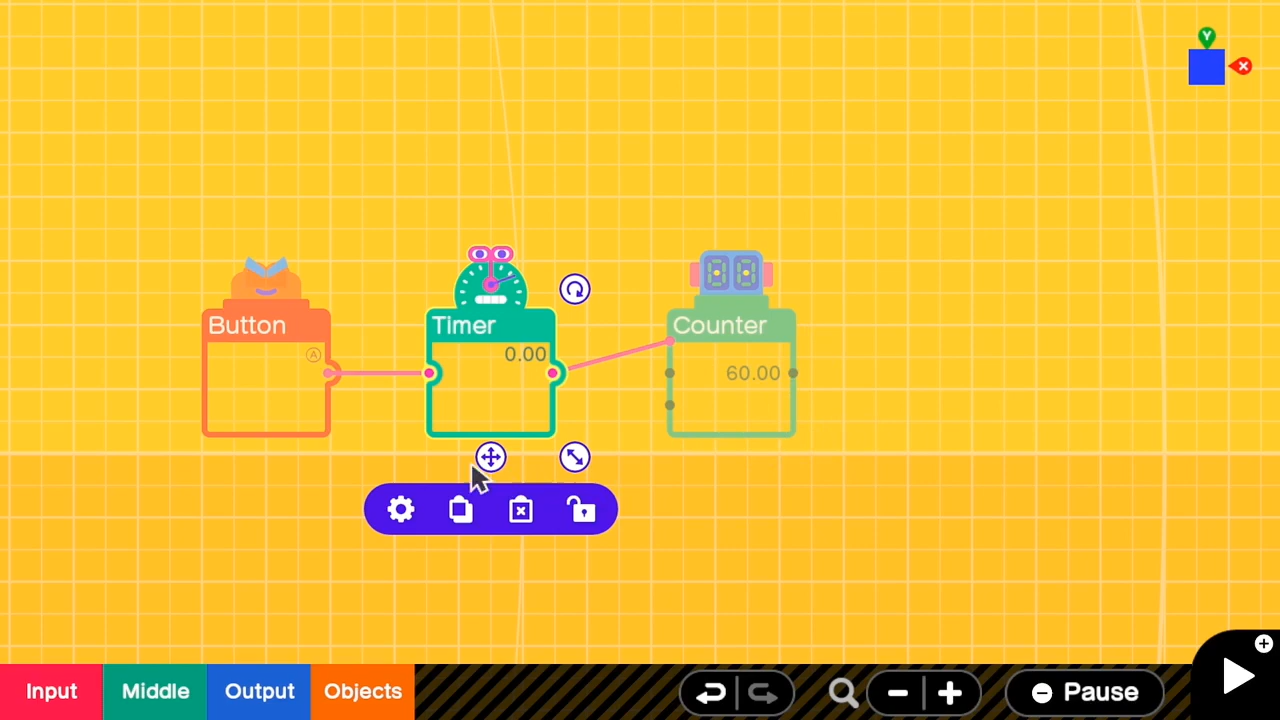 Y
X
Button
Timer
Counter
A
0.00
60.00
Input
Middle
Output
Objects
Pause